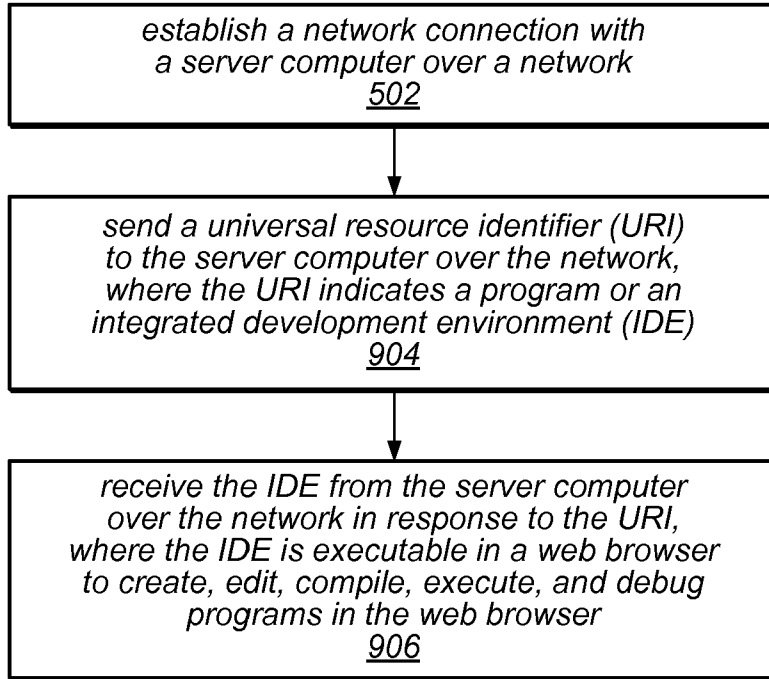 establish a network connection with
a server computer over a network
502
send a universal resource identifier (URI)
to the server computer over the network,
where the URI indicates a program or an
integrated development environment (IDE)
904
receive the IDE from the server computer
over the network in response to the URI,
where the IDE is executable in a web browser
to create, edit, compile, execute, and debug
programs in the web browser
906